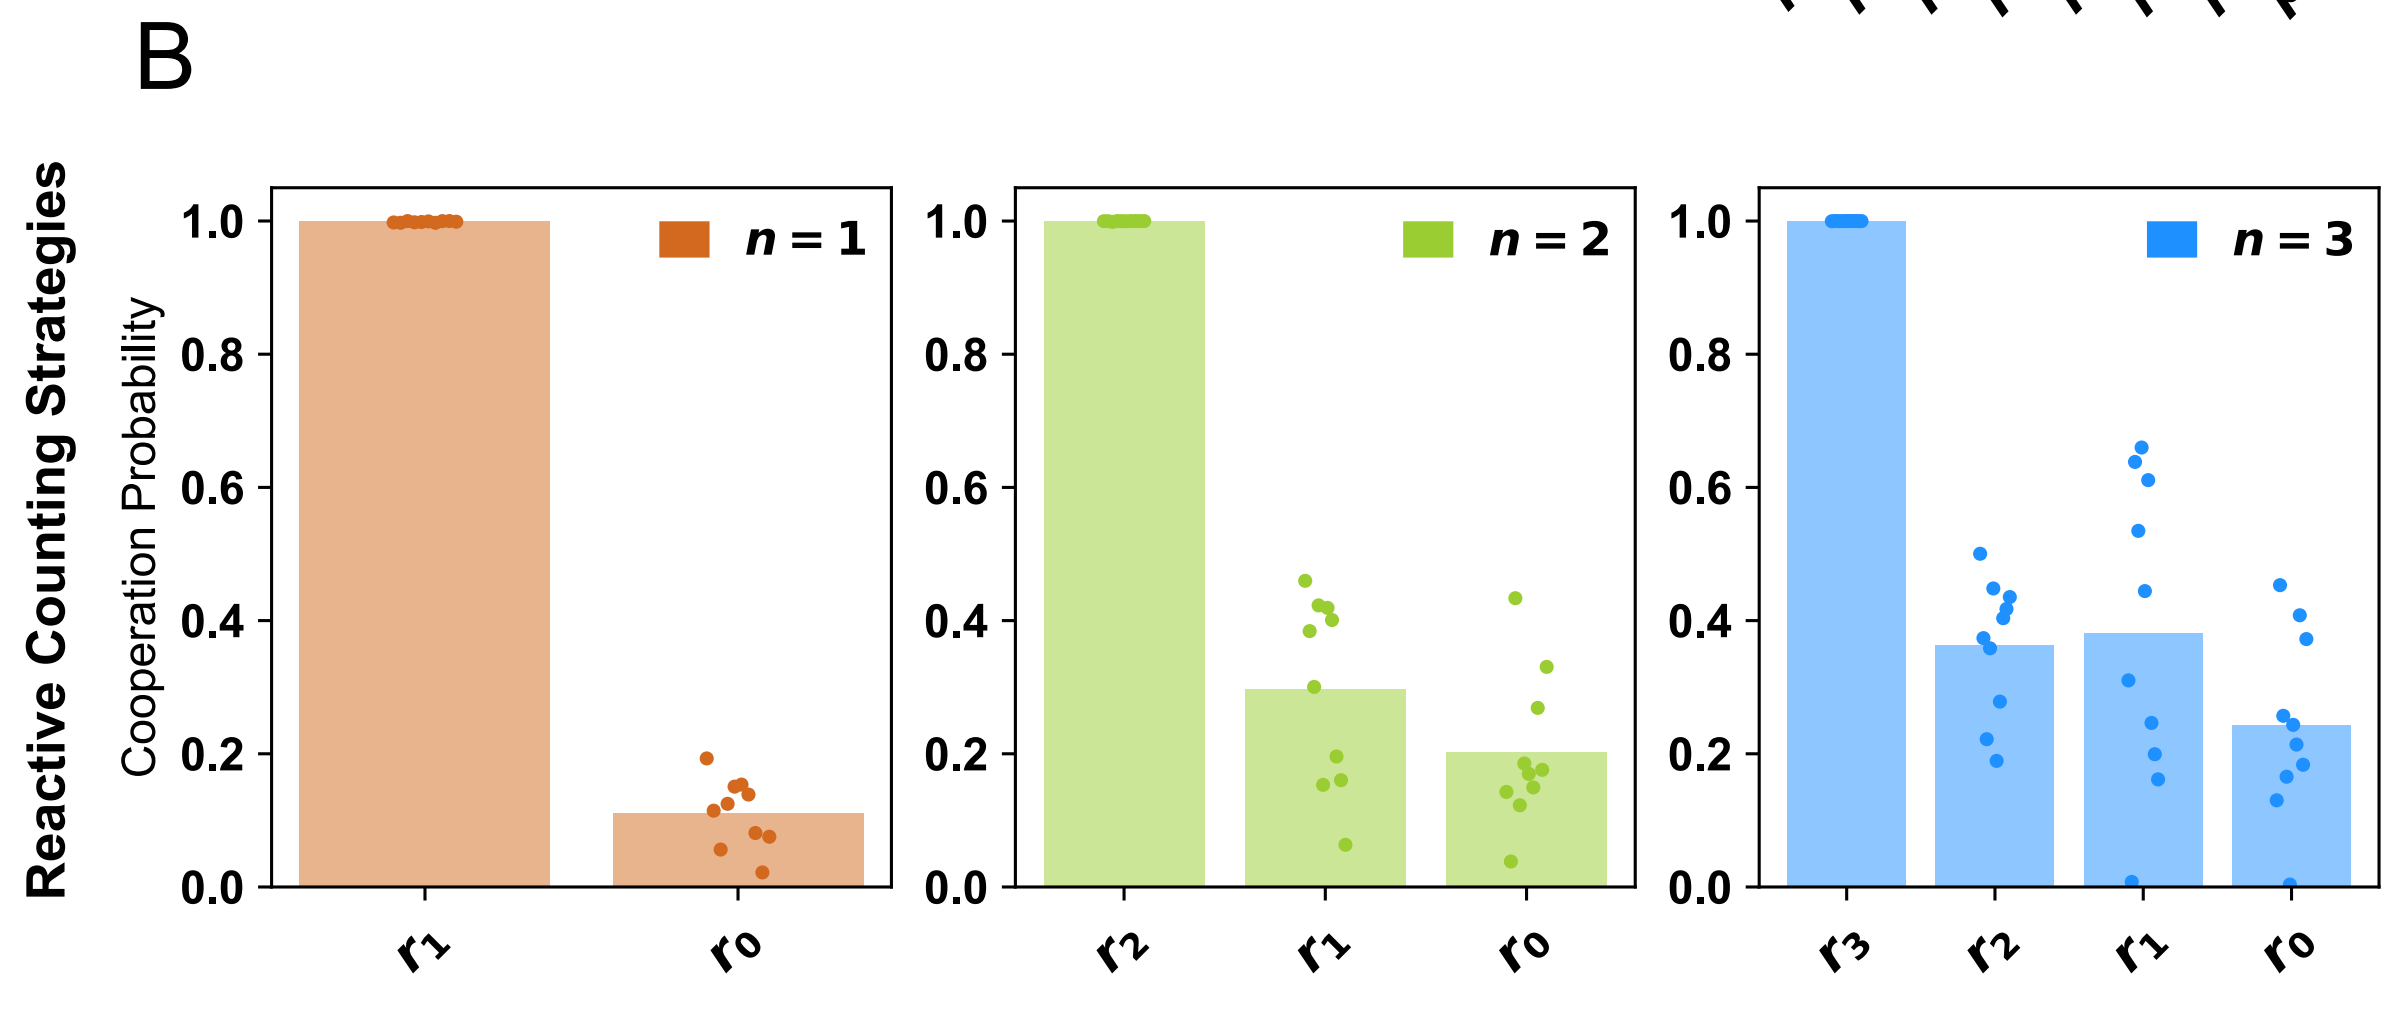 B
Reactive Counting Strategies
Cooperation Probability
1.0
0.8
0.6
0.4
0.2
0.0
n = 1
r1
r0
1.0
0.8
0.6
0.4
0.2
0.0
n = 2
r2
r1
r0
1.0
0.8
0.6
0.4
0.2
0.0
n = 3
r3
r2
r1
r0